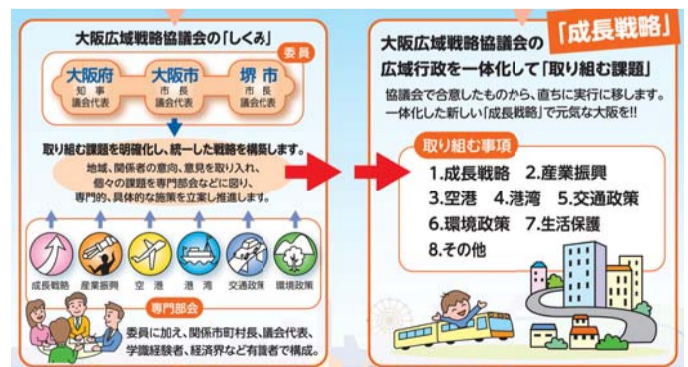 大阪広域戦略協議会の「しくみ」
委員
大阪府
知事
議会代表
大阪市
市長
議会代表
堺市
市長
議会代表
取り組む課題を明確化し、統一した戦略を構築します。
地域、関係者の意向、意見を取り入れ、
個々の課題を専門部会などに図り、
専門的、具体的な施策を立案し推進します。
成長戦略
産業振興
空港
港湾
交通政策
環境政策
専門部会
委員に加え、関係市町村長、議会代表、
学識経験者、経済界など有識者で構成。
大阪広域戦略協議会の「成長戦略」
広域行政を一体化して「取り組む課題」
協議会で合意したものから、直ちに実行に移します。
一体化した新しい「成長戦略」で元気な大阪を!!
取り組む事項
1.成長戦略 2.産業振興
3.空港 4.港湾 5.交通政策
6.環境政策 7.生活保護
8.その他